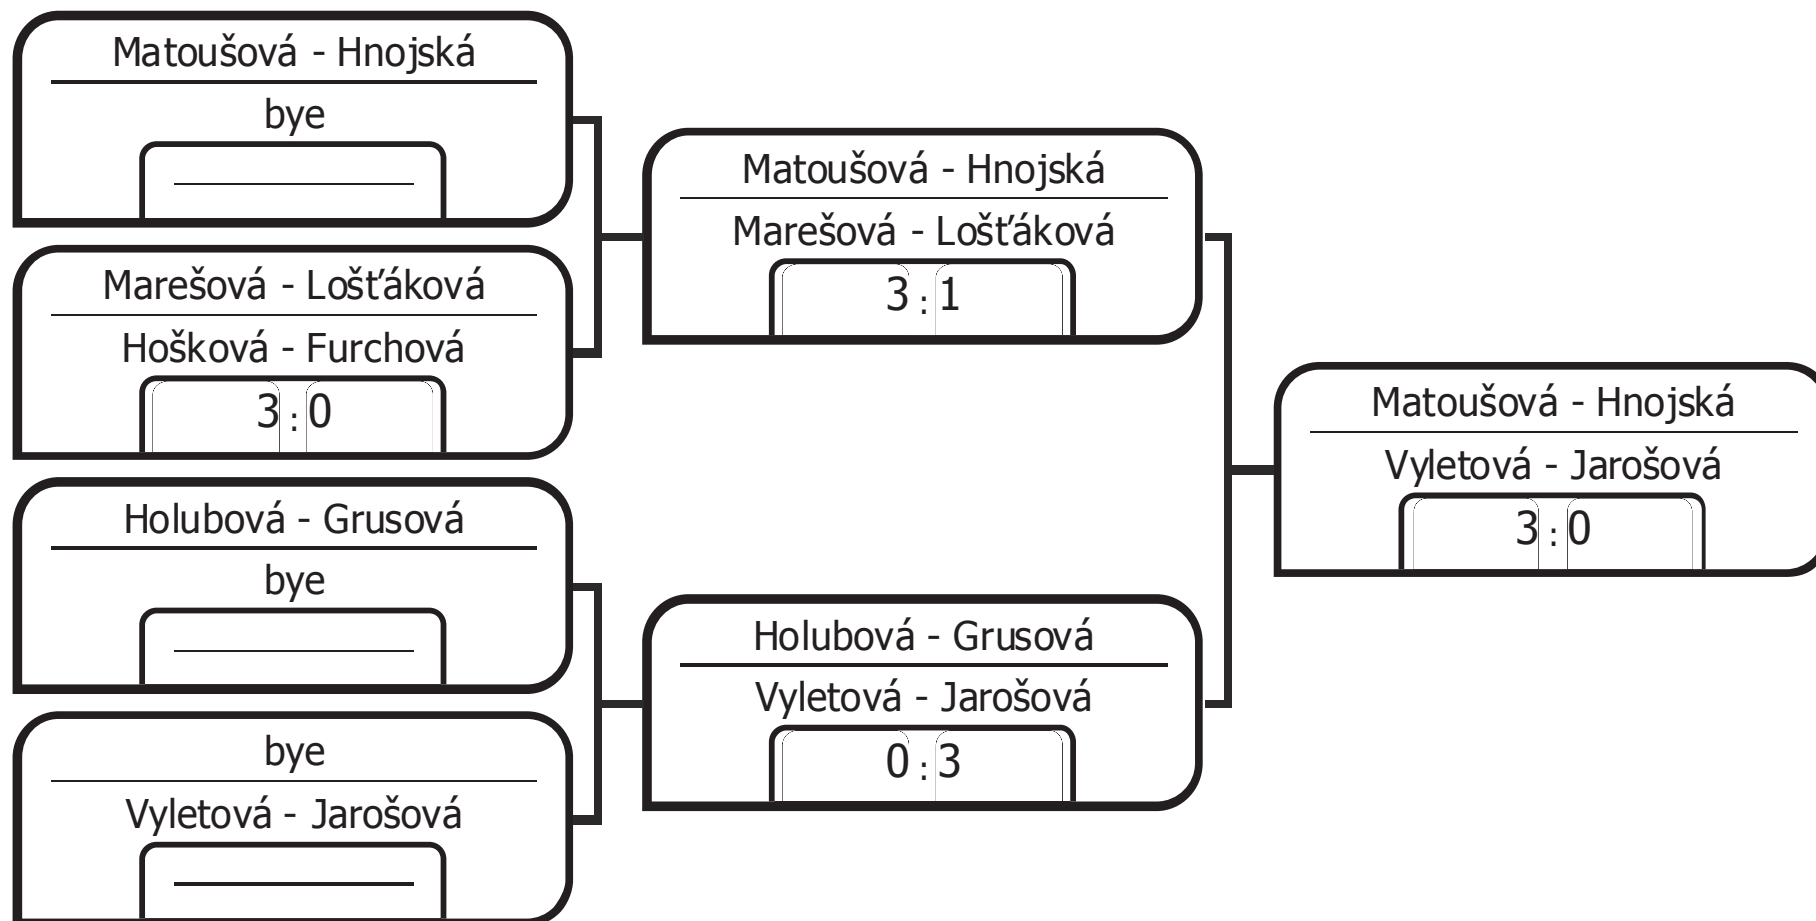 Matoušová - Hnojská
bye
Marešová - Lošťáková
Hošková - Furchová
3 : 0
Holubová - Grusová
bye
bye
Vyletová - Jarošová
Matoušová - Hnojská
Marešová - Lošťáková
3 : 1
Holubová - Grusová
Vyletová - Jarošová
0 : 3
Matoušová - Hnojská
Vyletová - Jarošová
3 : 0